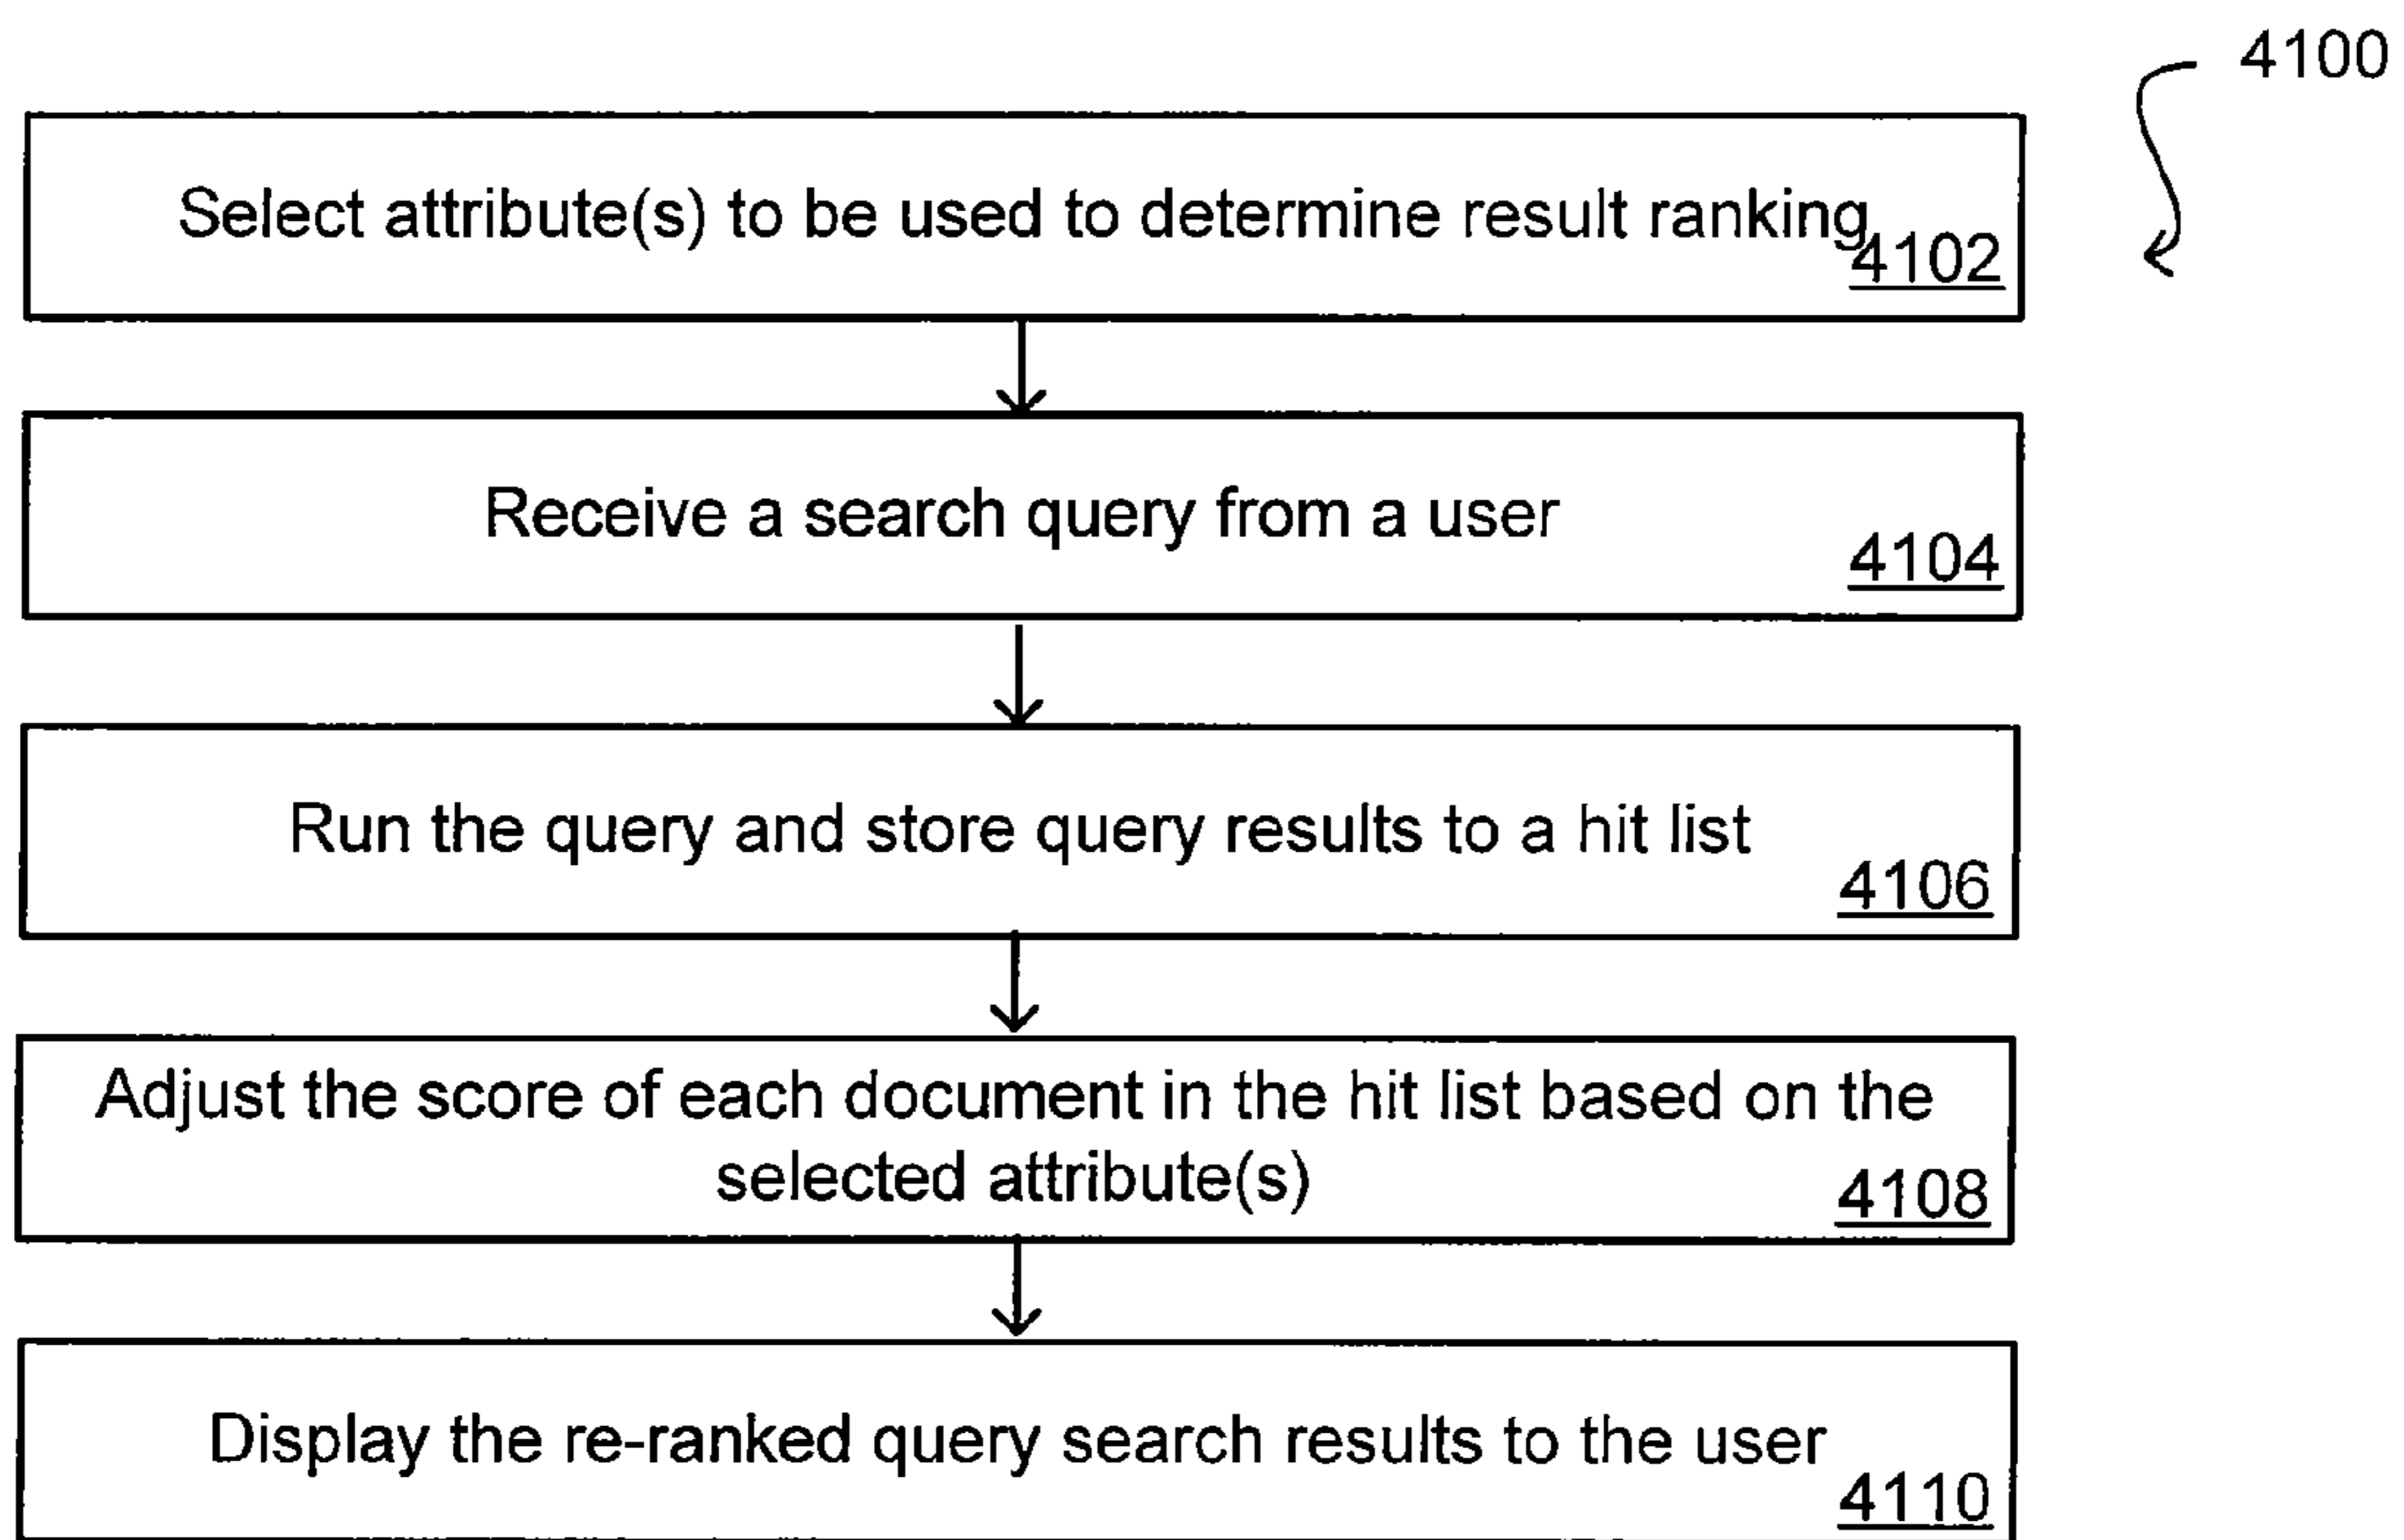 4100
Select attribute(s) to be used to determine result ranking
4102
Receive a search query from a user
4104
Run the query and store query results to a hit list
4106
Adjust the score of each document in the hit list based on the
selected attribute(s)
4108
Display the re-ranked query search results to the user
4110